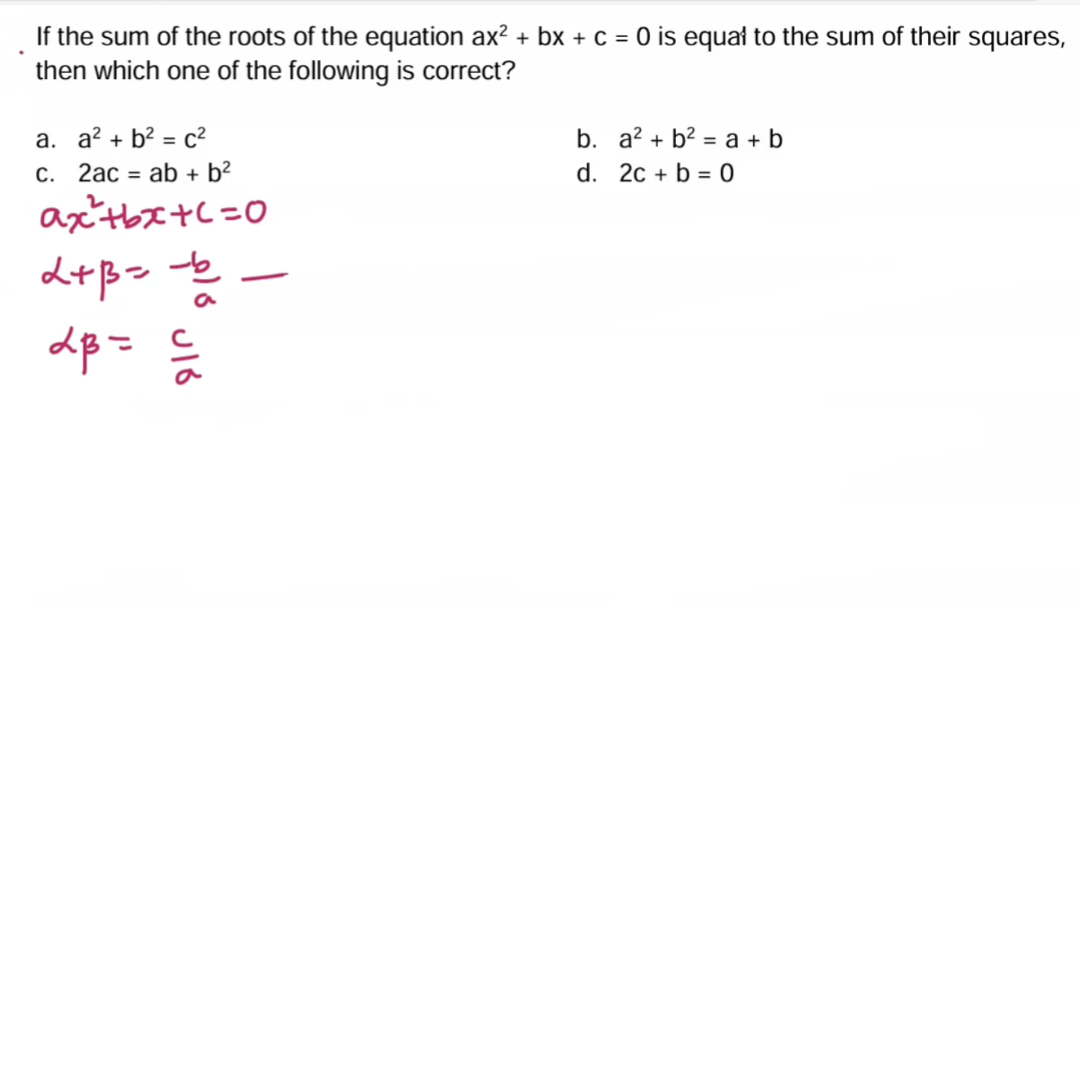 If the sum of the roots of the equation ax² + bx + c = 0 is equal to the sum of their squares,
then which one of the following is correct?
a. a² + b² = c²
b. a² + b² = a + b
c. 2ac = ab + b²
d. 2c + b = 0
ax²+bx+c=0
α+β= -b/a —
αβ= c/a